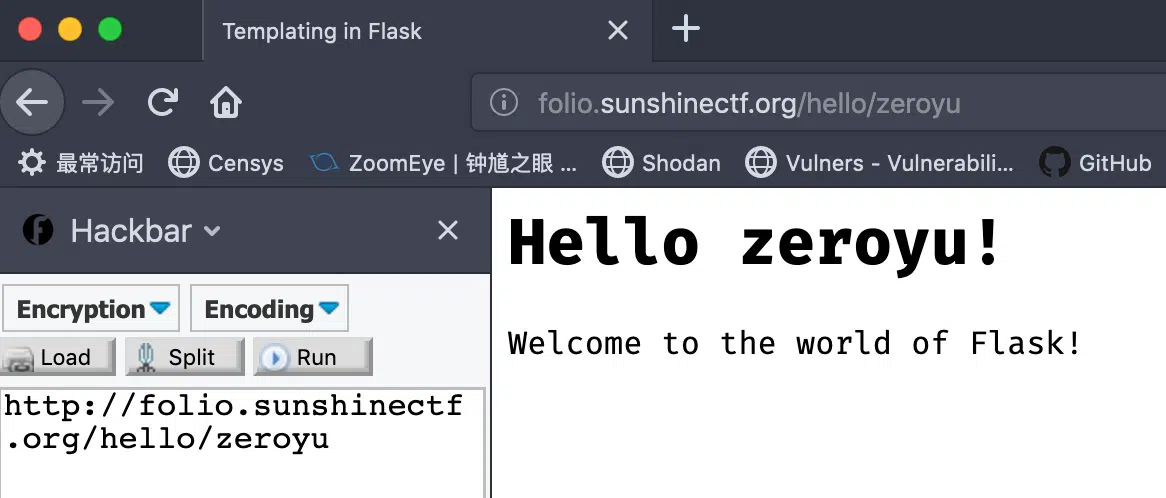 Templating in Flask
folio.sunshinectf.org/hello/zeroyu
最常访问 Censys ZoomEye | 钟馗之眼 ... Shodan Vulners - Vulnerabili... GitHub
Hackbar
Encryption Encoding
Load Split Run
http://folio.sunshinectf
.org/hello/zeroyu
Hello zeroyu!
Welcome to the world of Flask!